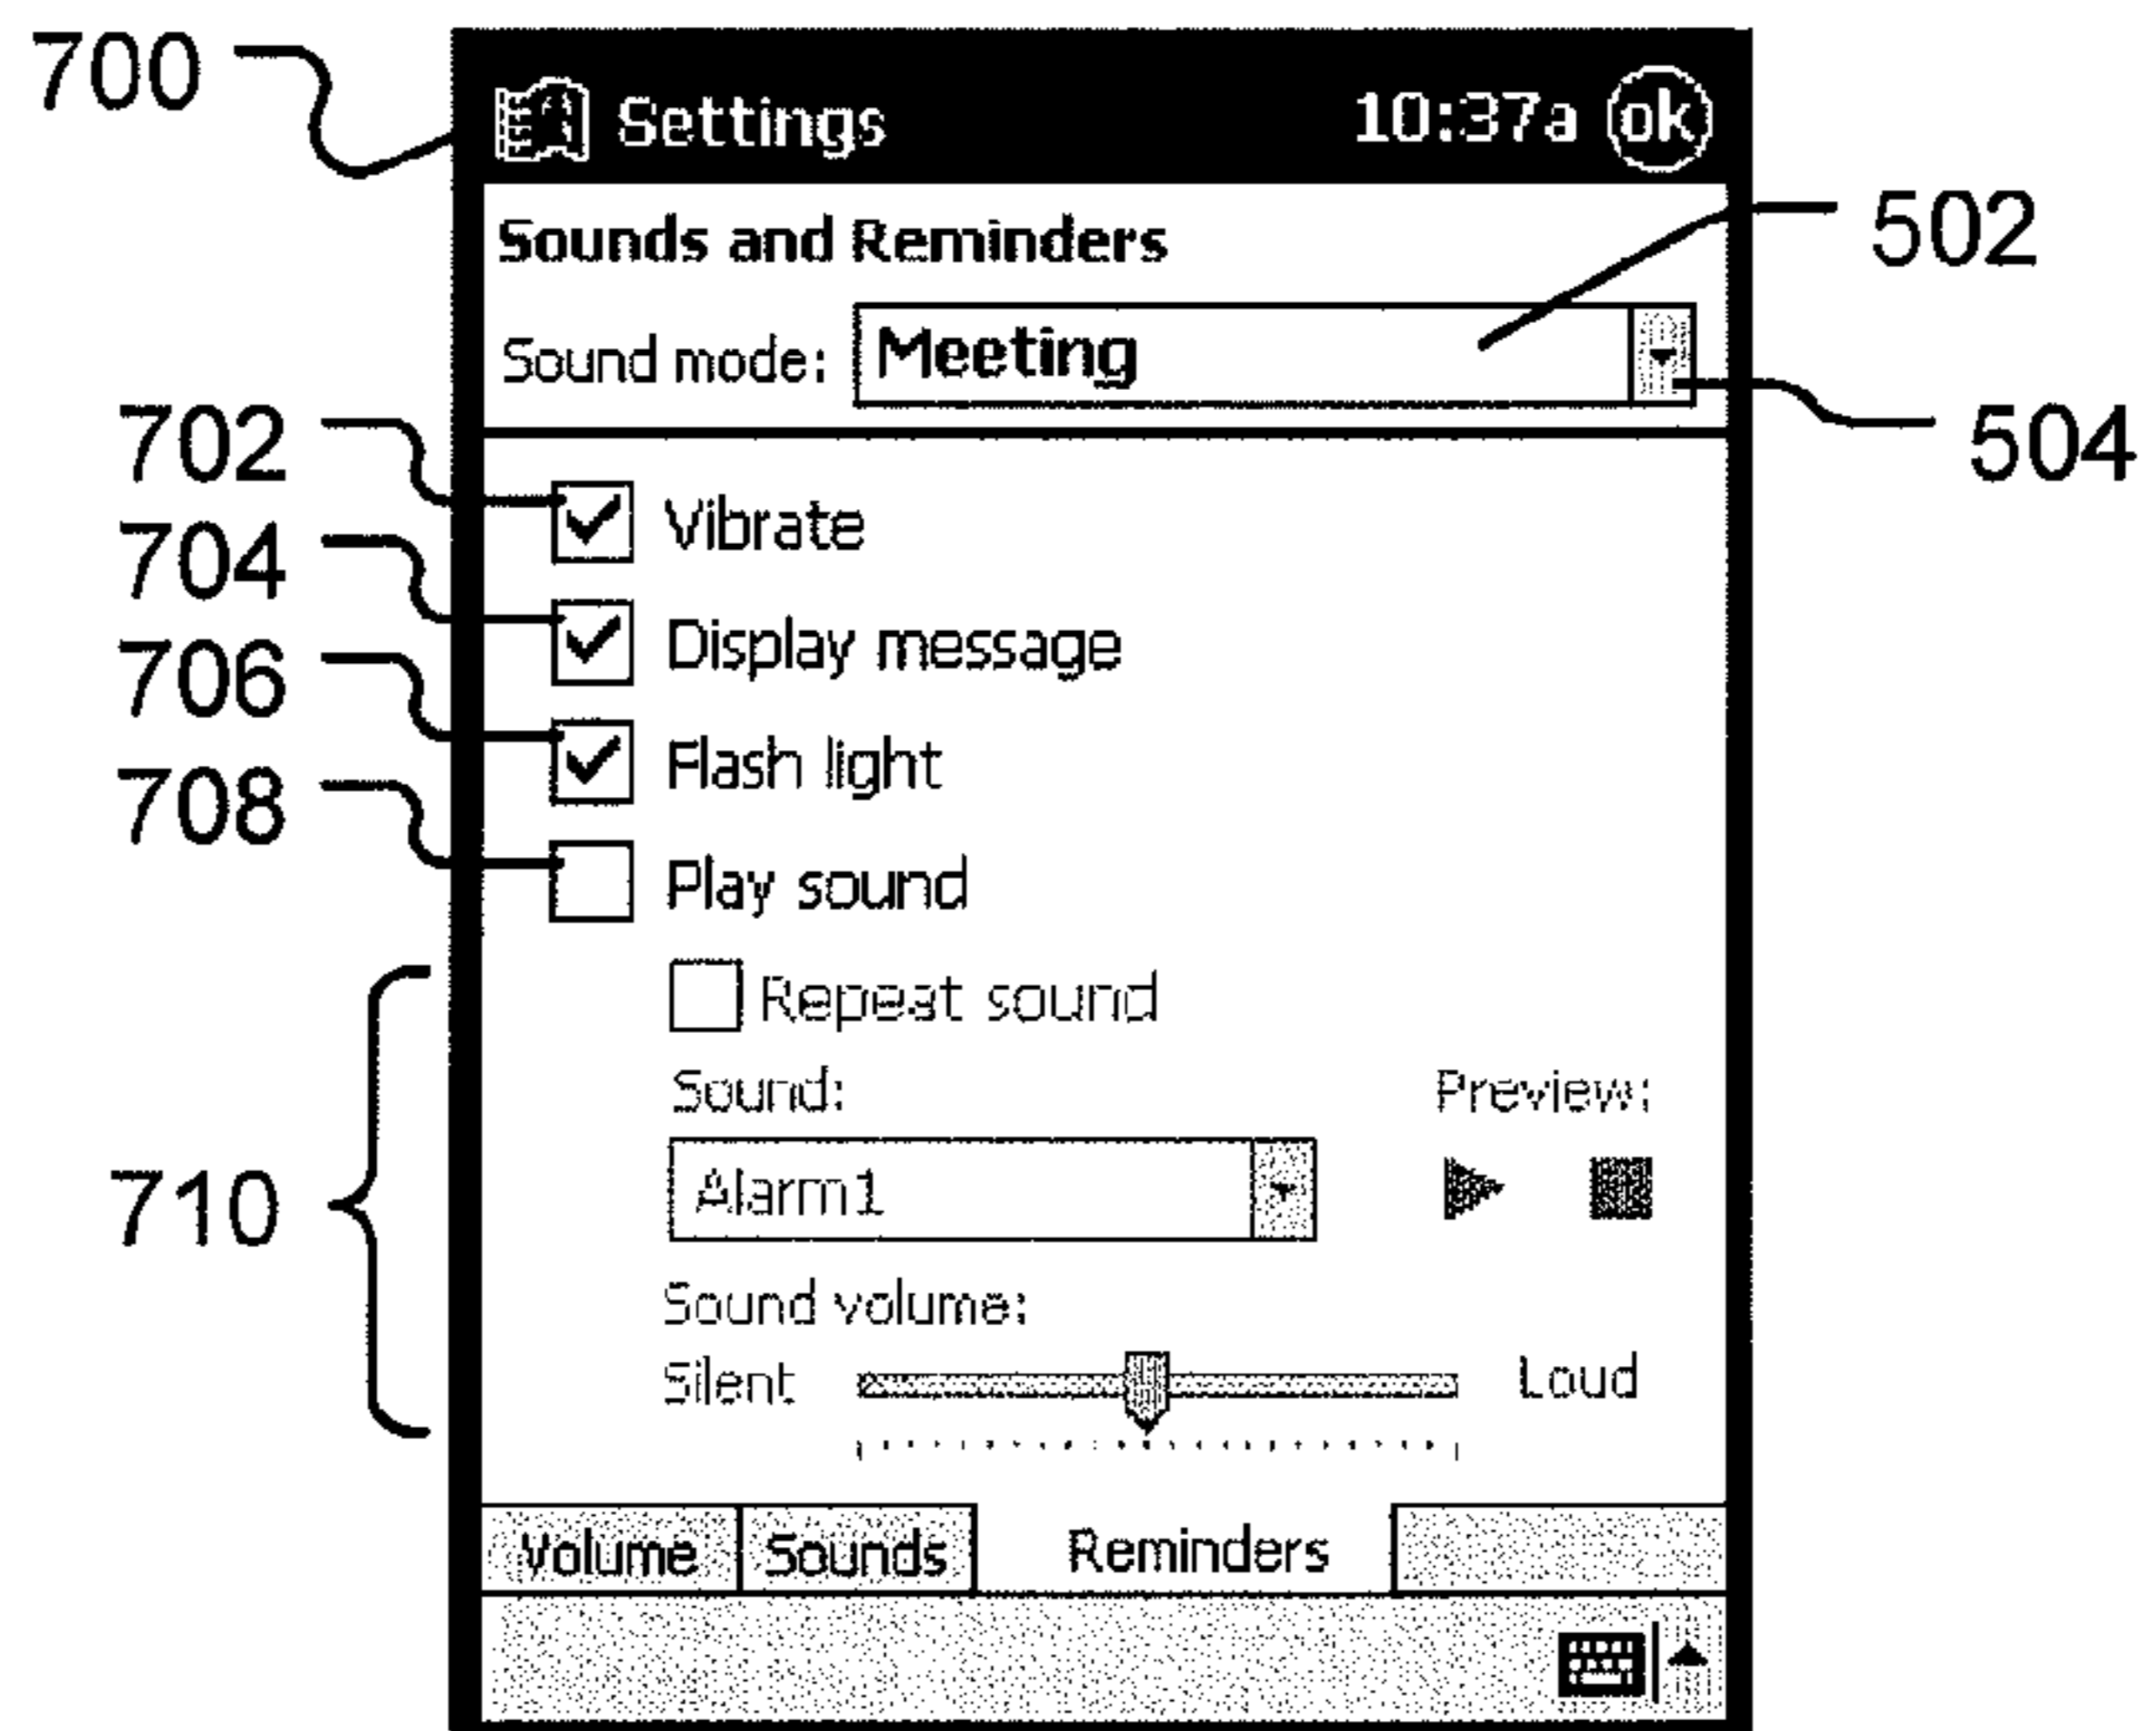 700
Settings 10:37a ok
502
Sounds and Reminders
Sound mode: Meeting
504
702 Vibrate
704 Display message
706 Flash light
708 Play sound
Repeat sound
Sound: Preview:
710 Alarm1
Sound volume:
Silent Loud
Volume Sounds Reminders